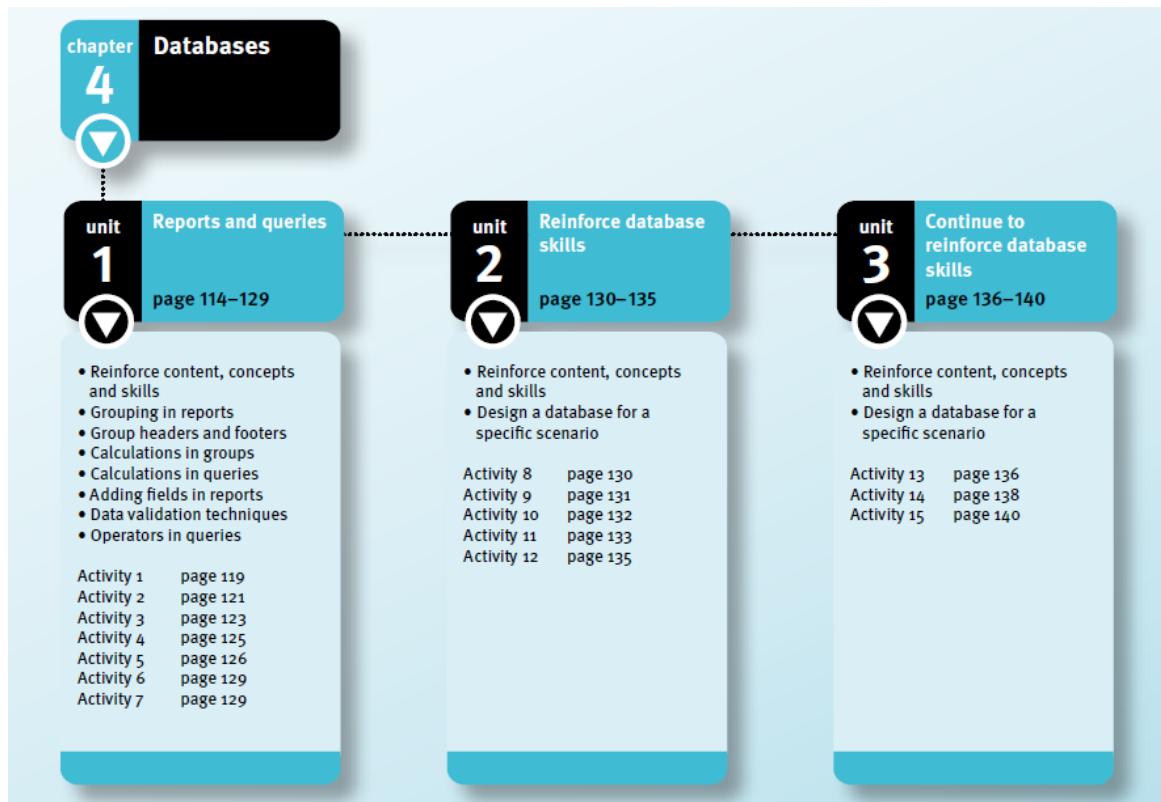 chapter
4
Databases
unit
1
Reports and queries
page 114–129
• Reinforce content, concepts
and skills
• Grouping in reports
• Group headers and footers
• Calculations in groups
• Calculations in queries
• Adding fields in reports
• Data validation techniques
• Operators in queries
Activity 1 page 119
Activity 2 page 121
Activity 3 page 123
Activity 4 page 125
Activity 5 page 126
Activity 6 page 129
Activity 7 page 129
unit
2
Reinforce database
skills
page 130–135
• Reinforce content, concepts
and skills
• Design a database for a
specific scenario
Activity 8 page 130
Activity 9 page 131
Activity 10 page 132
Activity 11 page 133
Activity 12 page 135
unit
3
Continue to
reinforce database
skills
page 136–140
• Reinforce content, concepts
and skills
• Design a database for a
specific scenario
Activity 13 page 136
Activity 14 page 138
Activity 15 page 140